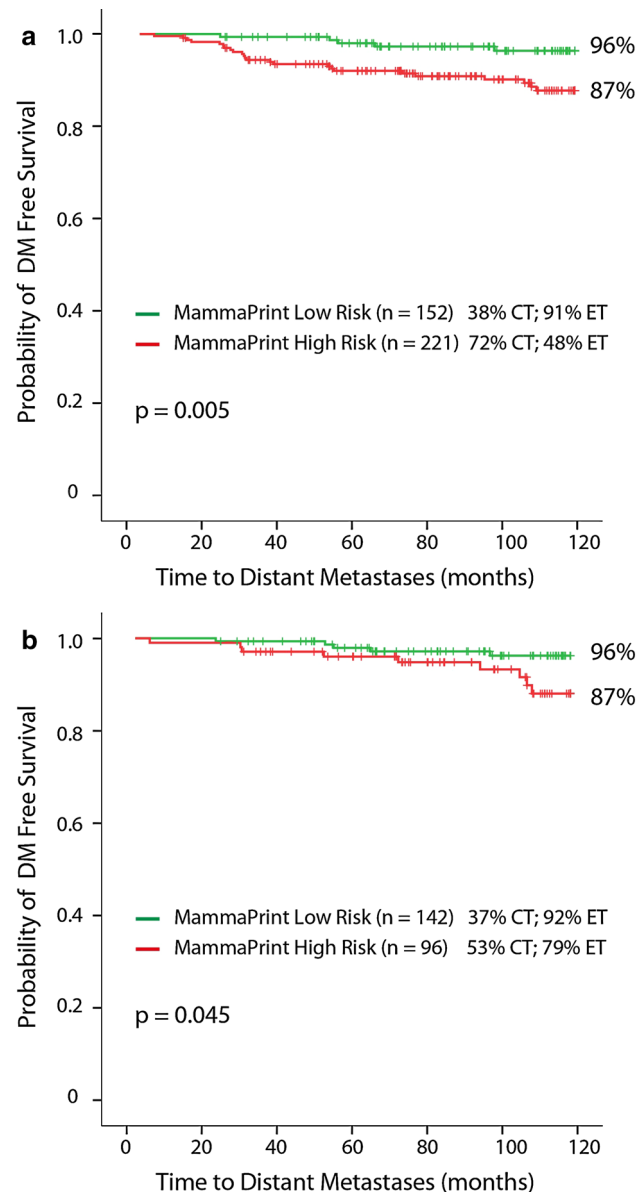 a
1.0
0.8
0.6
0.4
0.2
0
Probability of DM Free Survival
96%
87%
MammaPrint Low Risk (n = 152) 38% CT; 91% ET
MammaPrint High Risk (n = 221) 72% CT; 48% ET
p = 0.005
0 20 40 60 80 100 120
Time to Distant Metastases (months)
b
1.0
0.8
0.6
0.4
0.2
0
Probability of DM Free Survival
96%
87%
MammaPrint Low Risk (n = 142) 37% CT; 92% ET
MammaPrint High Risk (n = 96) 53% CT; 79% ET
p = 0.045
0 20 40 60 80 100 120
Time to Distant Metastases (months)